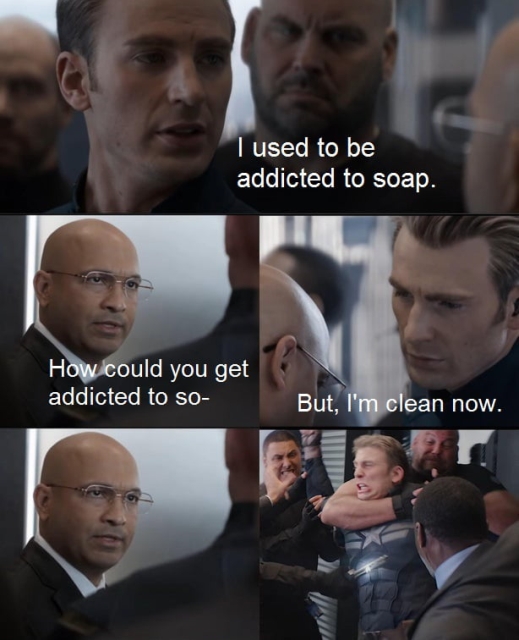 I used to be
addicted to soap.
How could you get
addicted to so-
But, I'm clean now.